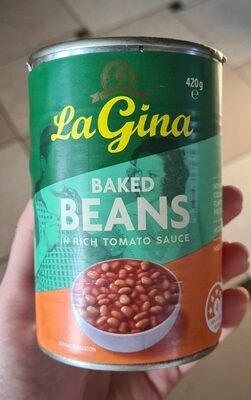 420g
e
La Gina
BAKED
BEANS
IN RICH TOMATO SAUCE